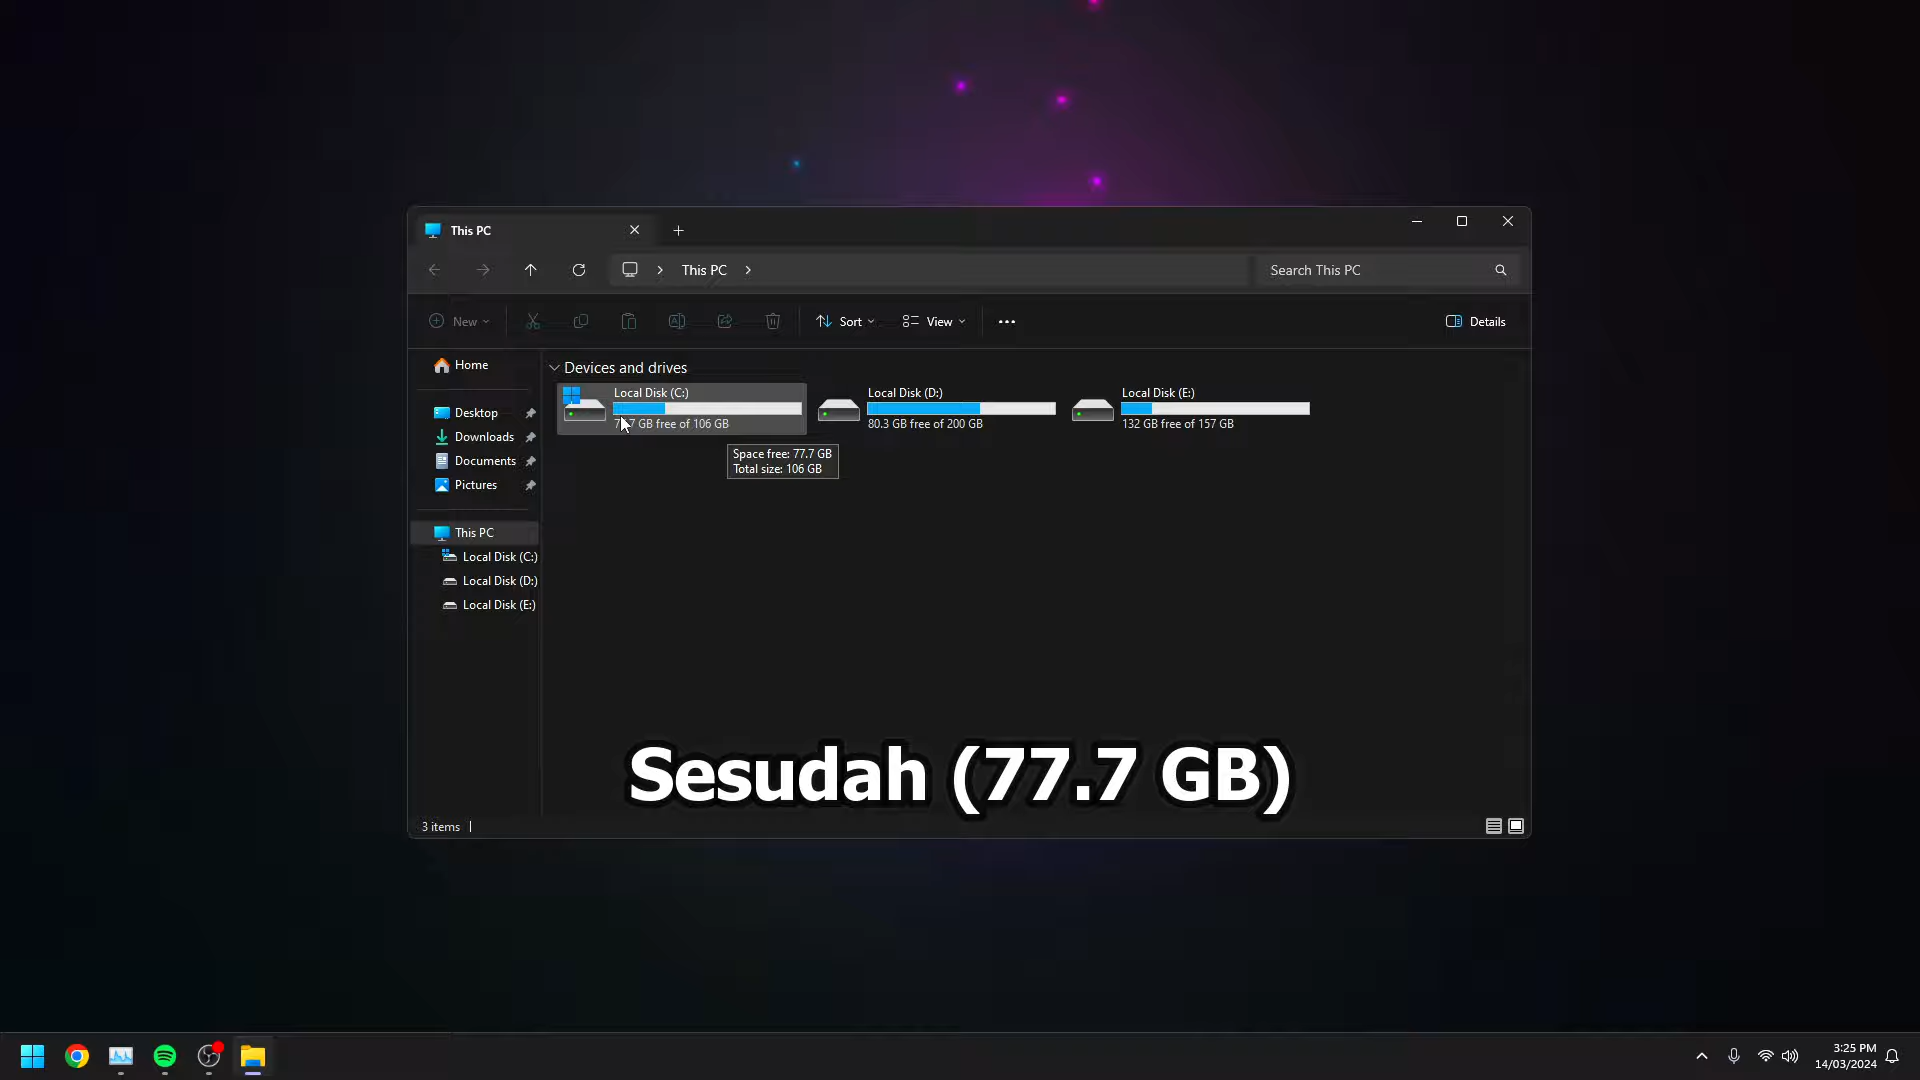 This PC
This PC
Search This PC
New
Sort
View
Details
Home
Desktop
Downloads
Documents
Pictures
This PC
Local Disk (C:)
Local Disk (D:)
Local Disk (E:)
Devices and drives
Local Disk (C:)
GB free of 106 GB
Local Disk (D:)
80.3 GB free of 200 GB
Local Disk (E:)
132 GB free of 157 GB
Space free: 77.7 GB
Total size: 106 GB
Sesudah (77.7 GB)
3 items
3:25 PM
14/03/2024